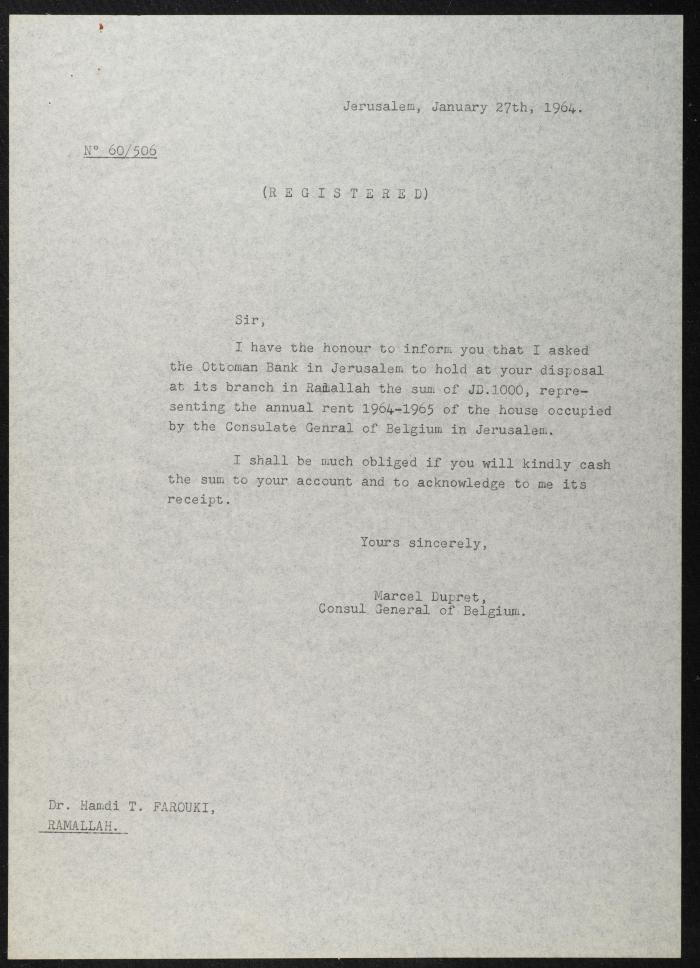 Jerusalem, January 27th, 1964.
N° 60/506
(R E G I S T E R E D)
Sir,
I have the honour to inform you that I asked
the Ottoman Bank in Jerusalem to hold at your disposal
at its branch in Ramallah the sum of JD.1000, repre-
senting the annual rent 1964-1965 of the house occupied
by the Consulate Genral of Belgium in Jerusalem.
I shall be much obliged if you will kindly cash
the sum to your account and to acknowledge to me its
receipt.
Yours sincerely,
Marcel Dupret,
Consul General of Belgium.
Dr. Hamdi T. FAROUKI,
RAMALLAH.